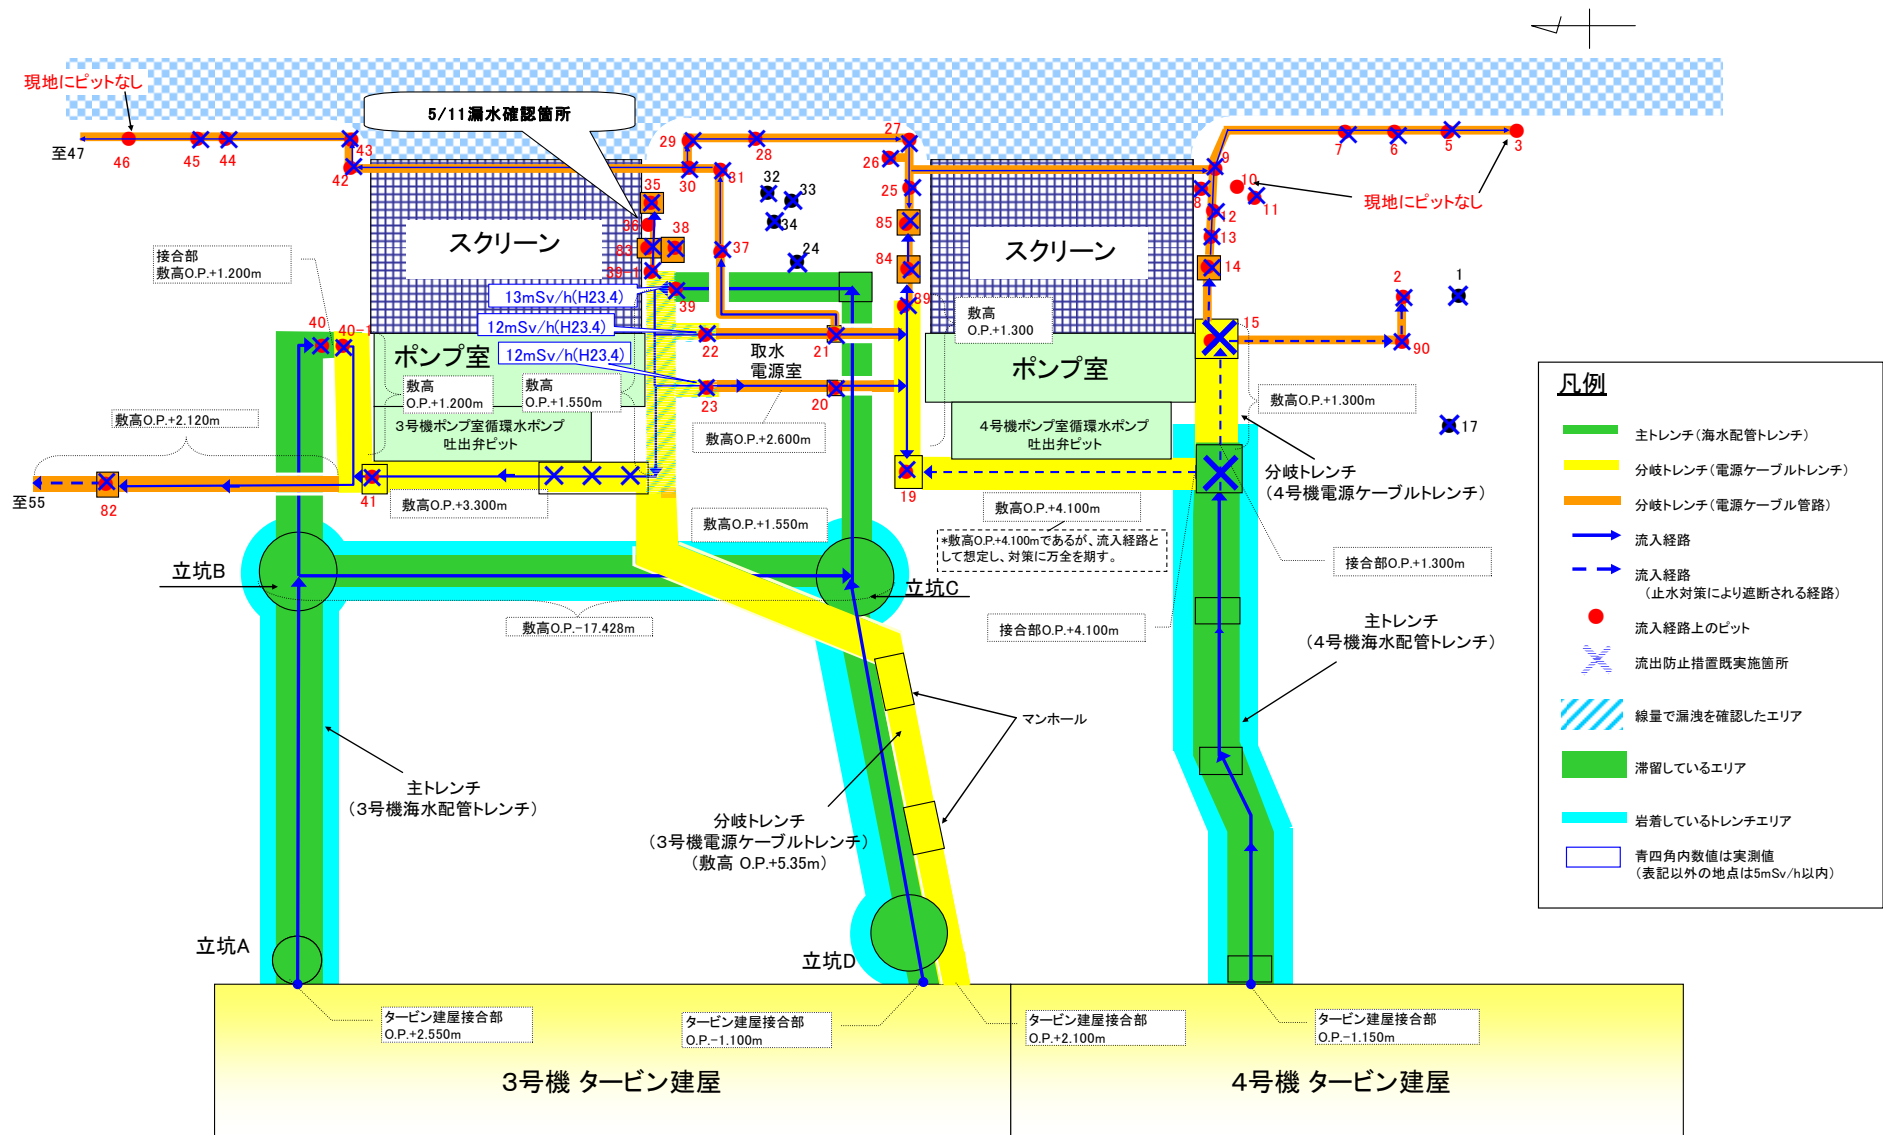 現地にピットなし
5/11漏水確認箇所
至47
46
45
44
43
42
29
28
27
26
30
31
32
33
34
24
25
35
36
83
38
37
39-1
39
85
84
89
9
8
10
11
12
13
14
7
6
5
3
現地にピットなし
2
1
15
90
17
スクリーン
スクリーン
接合部
敷高O.P.+1.200m
13mSv/h(H23.4)
12mSv/h(H23.4)
12mSv/h(H23.4)
敷高
O.P.+1.300
40
40-1
22
21
23
20
取水
電源室
ポンプ室
ポンプ室
敷高
O.P.+1.200m
敷高
O.P.+1.550m
敷高O.P.+1.300m
敷高O.P.+2.120m
3号機ポンプ室循環水ポンプ
吐出弁ピット
敷高O.P.+2.600m
4号機ポンプ室循環水ポンプ
吐出弁ピット
至55
82
41
19
敷高O.P.+3.300m
敷高O.P.+1.550m
敷高O.P.+4.100m
*敷高O.P.+4.100mであるが、流入経路と
して想定し、対策に万全を期す。
分岐トレンチ
(4号機電源ケーブルトレンチ)
接合部O.P.+1.300m
立坑B
立坑C
敷高O.P.-17.428m
接合部O.P.+4.100m
主トレンチ
(4号機海水配管トレンチ)
マンホール
主トレンチ
(3号機海水配管トレンチ)
分岐トレンチ
(3号機電源ケーブルトレンチ)
(敷高 O.P.+5.35m)
立坑A
立坑D
タービン建屋接合部
O.P.+2.550m
タービン建屋接合部
O.P.-1.100m
タービン建屋接合部
O.P.+2.100m
タービン建屋接合部
O.P.-1.150m
3号機 タービン建屋
4号機 タービン建屋
凡例
主トレンチ(海水配管トレンチ)
分岐トレンチ(電源ケーブルトレンチ)
分岐トレンチ(電源ケーブル管路)
流入経路
流入経路
(止水対策により遮断される経路)
流入経路上のピット
流出防止措置既実施箇所
線量で漏洩を確認したエリア
滞留しているエリア
岩着しているトレンチエリア
青四角内数値は実測値
(表記以外の地点は5mSv/h以内)